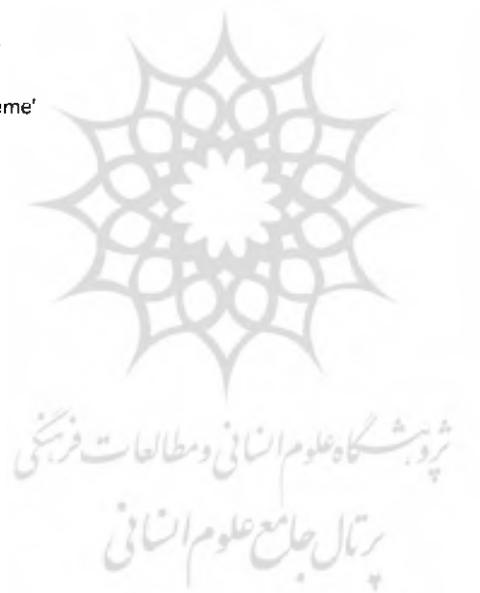 eme'
پژوهشگاه علوم انسانی و مطالعات فرهنگی
پرتال جامع علوم انسانی